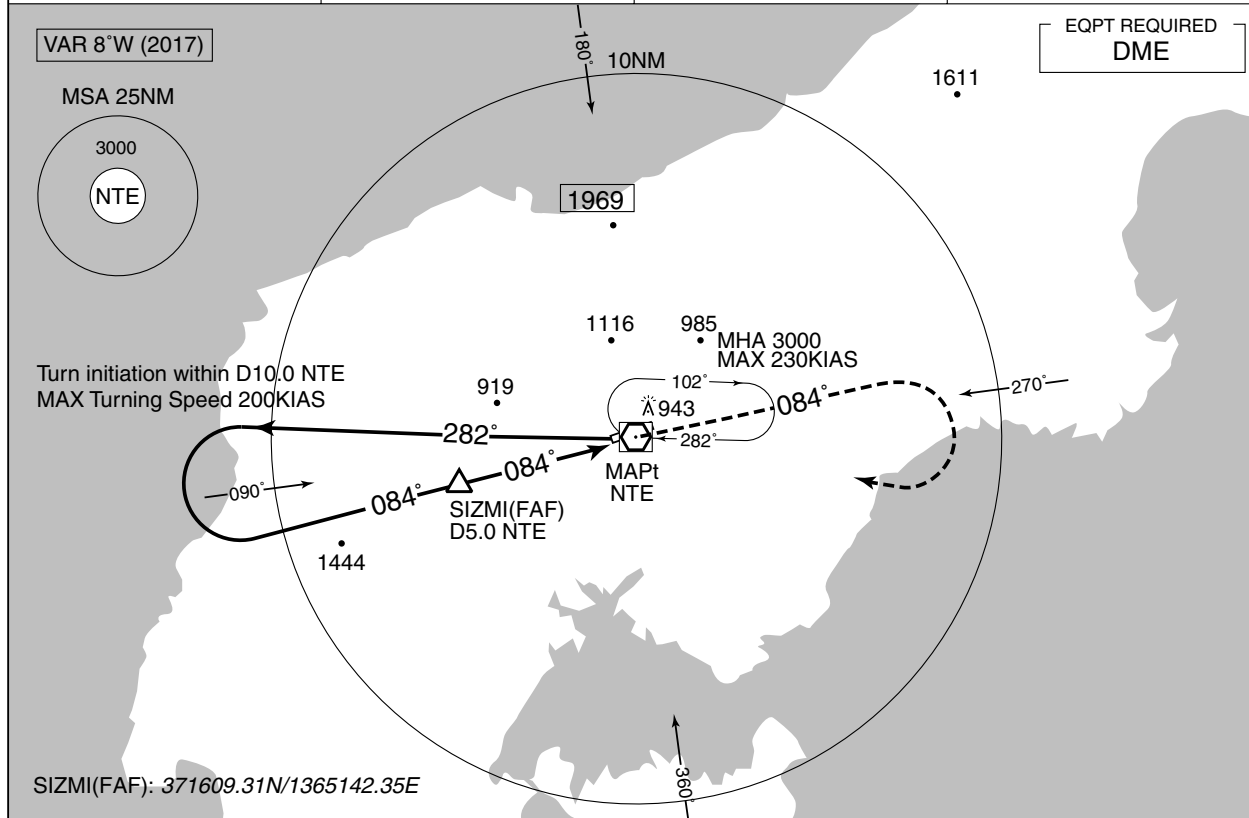 VAR 8˚W (2017)
180˚
10NM
EQPT REQUIRED
DME
MSA 25NM
3000
NTE
1611
1969
1116
985
MHA 3000
MAX 230KIAS
Turn initiation within D10.0 NTE
MAX Turning Speed 200KIAS
919
102˚
943
084˚
270˚
282˚
282˚
MAPt
NTE
084˚
090˚
084˚
SIZMI(FAF)
D5.0 NTE
1444
360˚
SIZMI(FAF): 371609.31N/1365142.35E